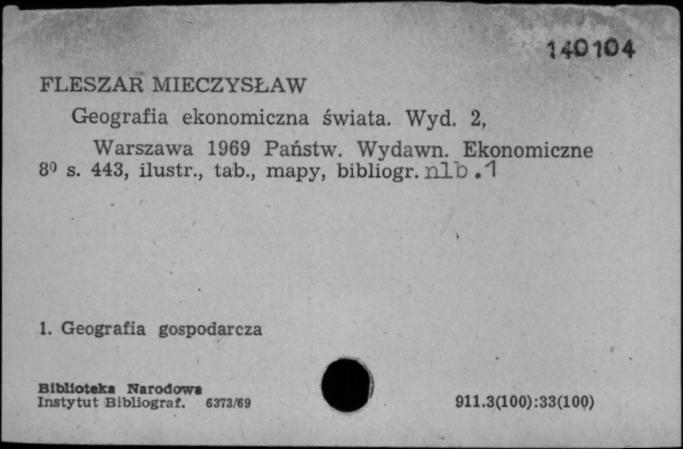 140104
FLESZAR MIECZYSŁAW
Geografia ekonomiczna świata. Wyd. 2,
Warszawa 1969 Państw. Wydawn. Ekonomiczne
8⁰ s. 443, ilustr., tab., mapy, bibliogr. nlb.1
1. Geografia gospodarcza
Biblioteka Narodowa
Instytut Bibliograf. 6373/69
911.3(100):33(100)